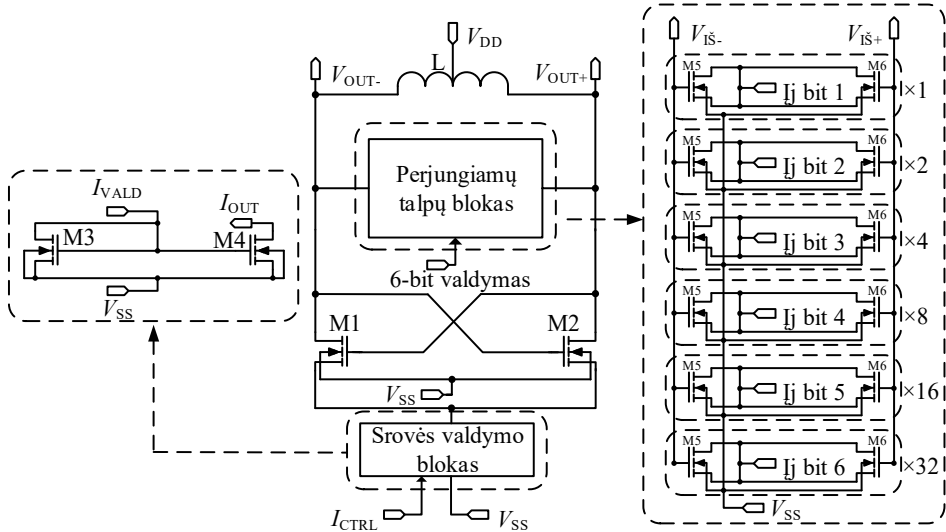 V_DD
L
V_OUT-
V_OUT+
Perjungiamų
talpų blokas
6-bit valdymas
M1
M2
V_SS
Srovės valdymo
blokas
I_CTRL
V_SS
I_VALD
I_OUT
M3
M4
V_SS
V_IŠ-
V_IŠ+
M5
M6
Įj bit 1
×1
M5
M6
Įj bit 2
×2
M5
M6
Įj bit 3
×4
M5
M6
Įj bit 4
×8
M5
M6
Įj bit 5
×16
M5
M6
Įj bit 6
×32
V_SS